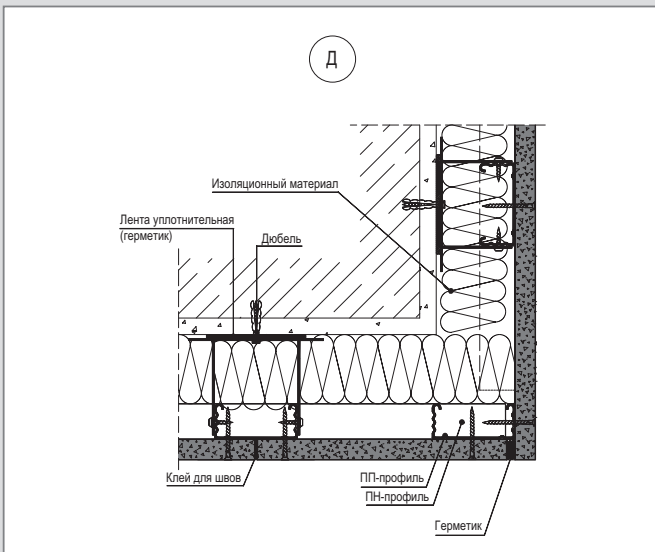 Д
Изоляционный материал
Лента уплотнительная
(герметик)
Дюбель
Клей для швов
ПП-профиль
ПН-профиль
Герметик